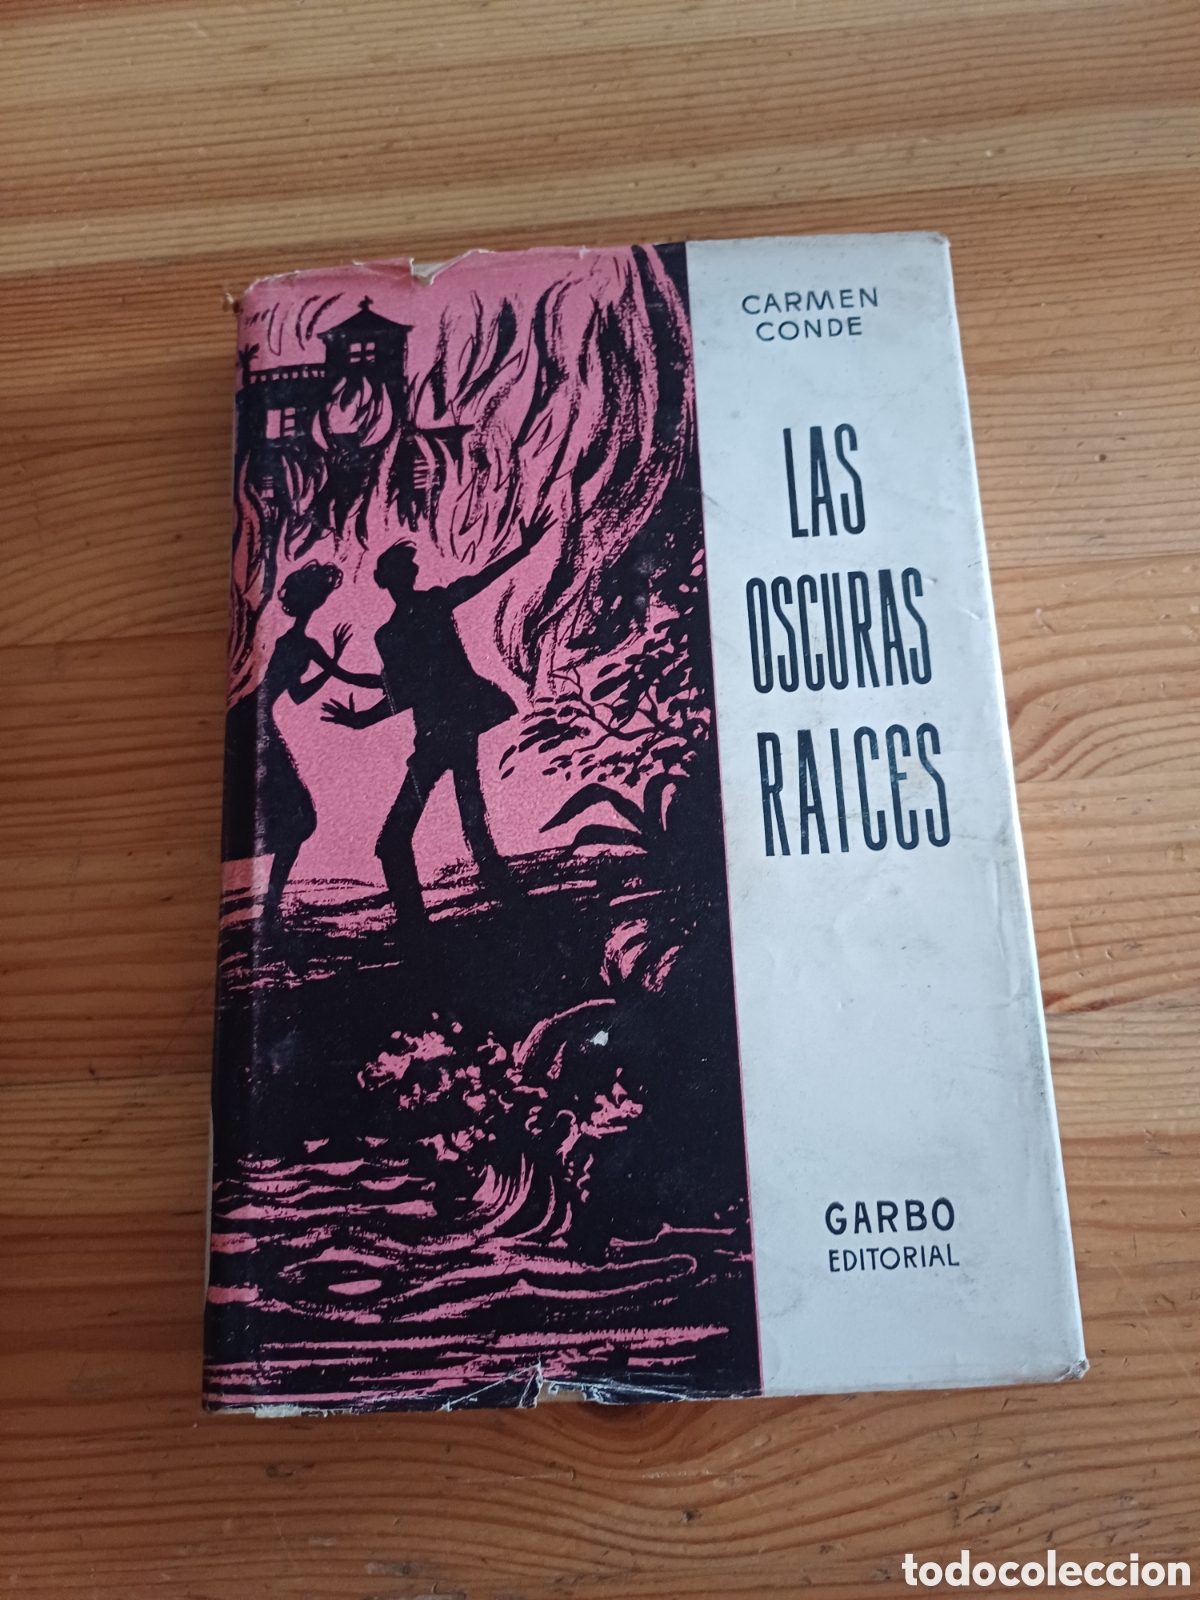 CARMEN
CONDE
LAS
OSCURAS
RAICES
GARBO
EDITORIAL
todocoleccion